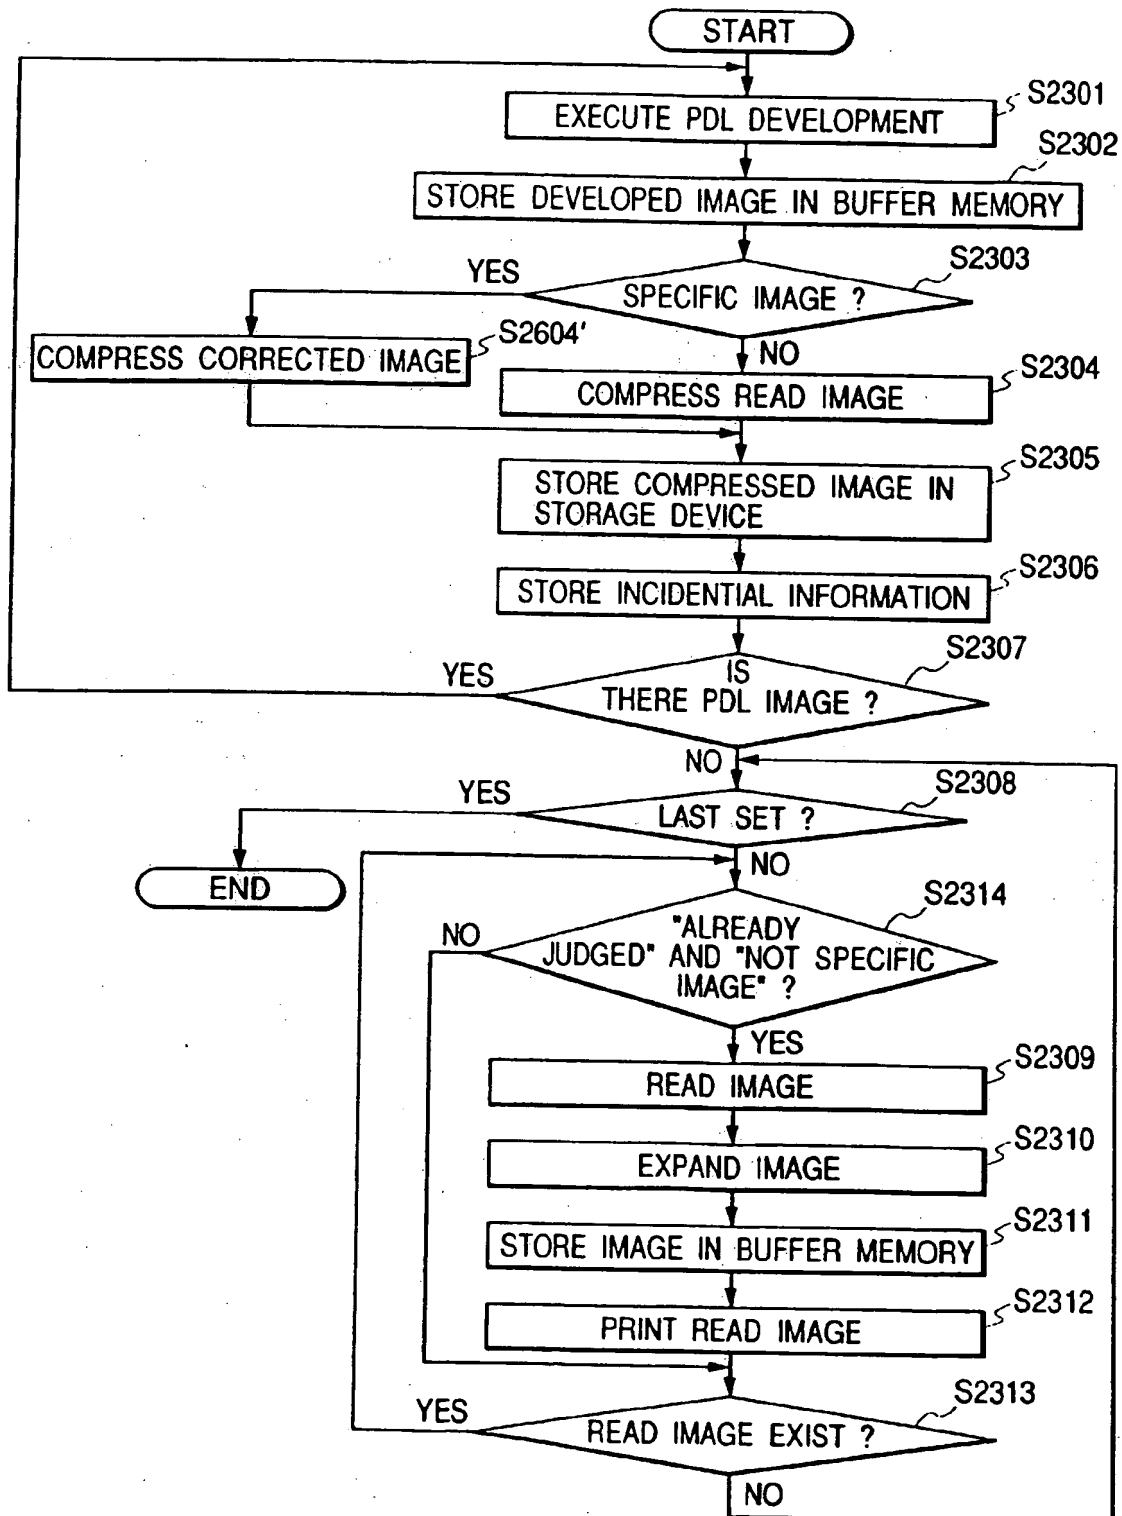 START
EXECUTE PDL DEVELOPMENT
S2301
STORE DEVELOPED IMAGE IN BUFFER MEMORY
S2302
SPECIFIC IMAGE ?
S2303
YES
NO
COMPRESS CORRECTED IMAGE
S2604'
COMPRESS READ IMAGE
S2304
STORE COMPRESSED IMAGE IN
STORAGE DEVICE
S2305
STORE INCIDENTIAL INFORMATION
S2306
IS
THERE PDL IMAGE ?
S2307
YES
NO
LAST SET ?
S2308
YES
END
NO
"ALREADY
JUDGED" AND "NOT SPECIFIC
IMAGE" ?
S2314
NO
YES
READ IMAGE
S2309
EXPAND IMAGE
S2310
STORE IMAGE IN BUFFER MEMORY
S2311
PRINT READ IMAGE
S2312
READ IMAGE EXIST ?
S2313
YES
NO